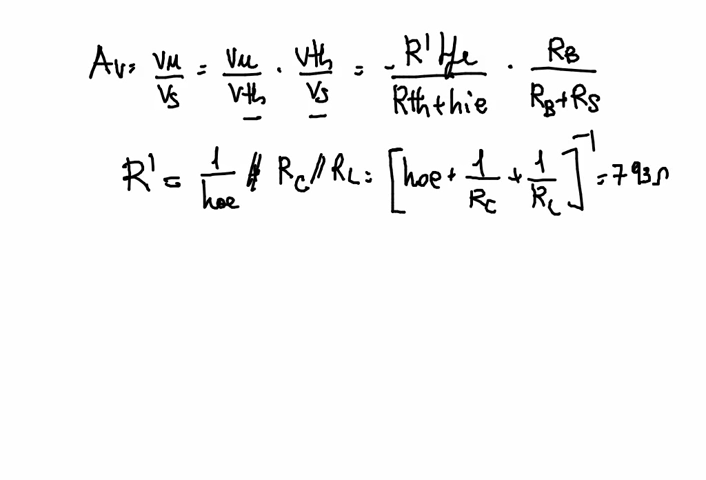 Av = vu/vs = vu/vth · vth/vs = - R' hfe / Rth + hie · RB / RB + RS
R' = 1/hoe // RC // RL = [hoe + 1/RC + 1/RL]^-1 = 793Ω